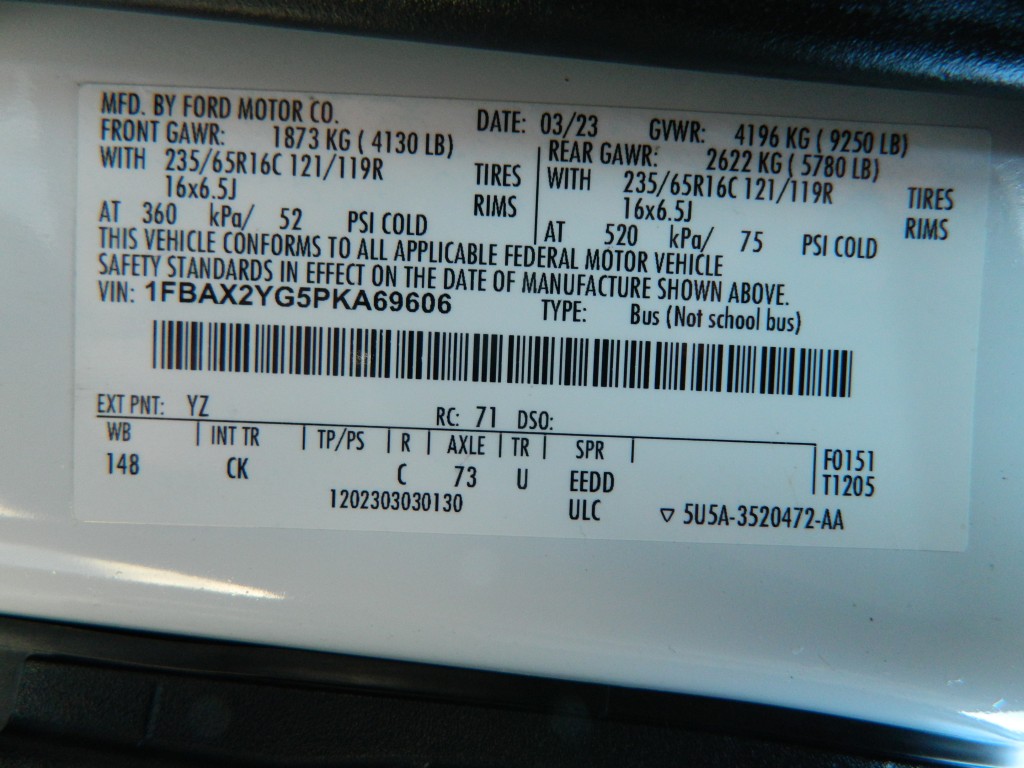 MFD. BY FORD MOTOR CO. DATE: 03/23 GVWR: 4196 KG ( 9250 LB)
FRONT GAWR: 1873 KG ( 4130 LB) REAR GAWR: 2622 KG ( 5780 LB)
WITH 235/65R16C 121/119R TIRES WITH 235/65R16C 121/119R TIRES
16x6.5J RIMS 16x6.5J RIMS
AT 360 kPa/ 52 PSI COLD AT 520 kPa/ 75 PSI COLD
THIS VEHICLE CONFORMS TO ALL APPLICABLE FEDERAL MOTOR VEHICLE
SAFETY STANDARDS IN EFFECT ON THE DATE OF MANUFACTURE SHOWN ABOVE.
VIN: 1FBAX2YG5PKA69606 TYPE: Bus (Not school bus)
EXT PNT: YZ RC: 71 DSO:
WB INT TR TP/PS R AXLE TR SPR F0151
148 CK C 73 U EEDD T1205
1202303030130 ULC ▽ 5U5A-3520472-AA